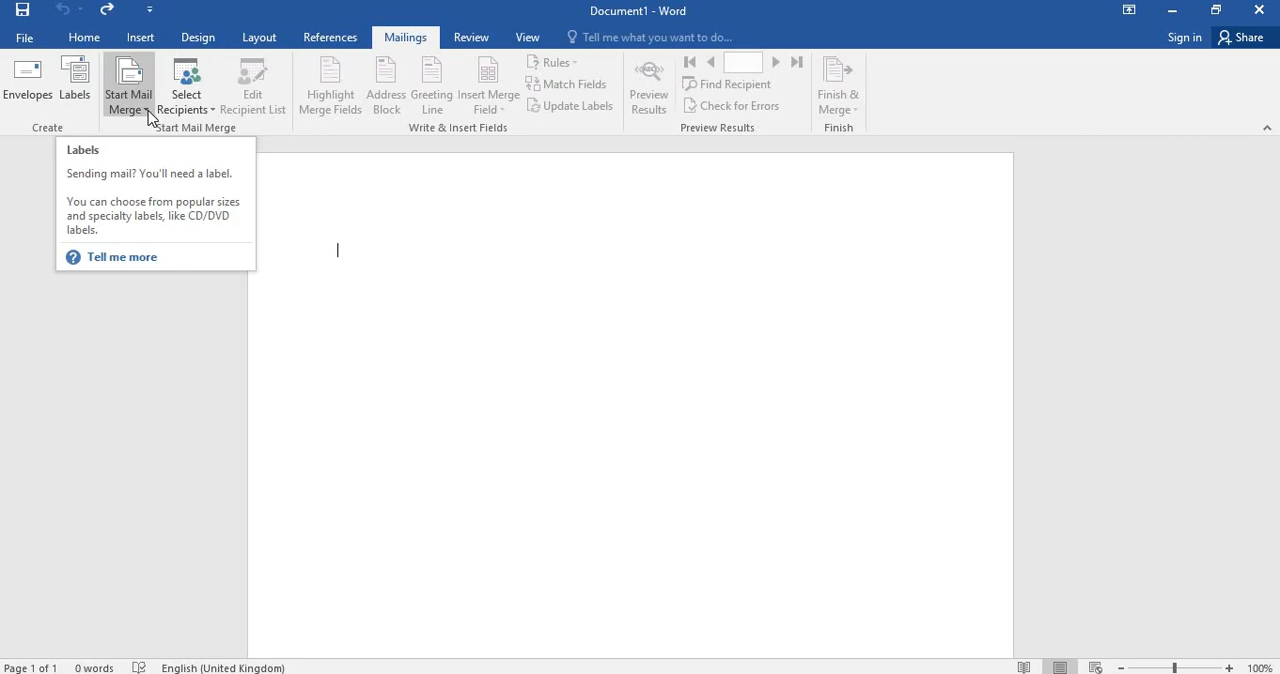 Document1 - Word
File Home Insert Design Layout References Mailings Review View Tell me what you want to do... Sign in Share
Envelopes Labels Start Mail Merge Select Recipients Edit Recipient List Highlight Merge Fields Address Block Greeting Line Insert Merge Field Rules Match Fields Update Labels Preview Results ABC Find Recipient Check for Errors Finish & Merge
Create Start Mail Merge Write & Insert Fields Preview Results Finish
Labels
Sending mail? You'll need a label.
You can choose from popular sizes
and specialty labels, like CD/DVD
labels.
? Tell me more
Page 1 of 1 0 words English (United Kingdom) - + 100%